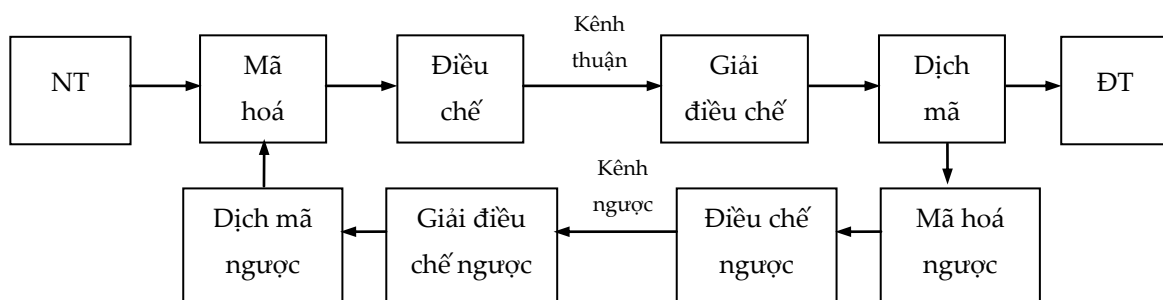 NT
Mã
hoá
Điều
chế
Kênh
thuận
Giải
điều chế
Dịch
mã
ĐT
Dịch mã
ngược
Giải điều
chế ngược
Kênh
ngược
Điều chế
ngược
Mã hoá
ngược